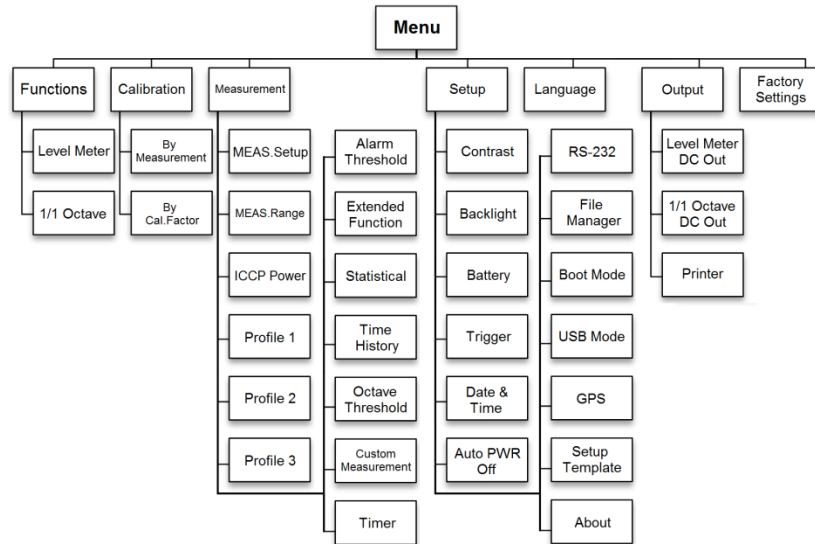 Menu
Functions
Calibration
Measurement
Setup
Language
Output
Factory
Settings
Level Meter
1/1 Octave
By
Measurement
By
Cal.Factor
MEAS.Setup
MEAS.Range
ICCP Power
Profile 1
Profile 2
Profile 3
Alarm
Threshold
Extended
Function
Statistical
Time
History
Octave
Threshold
Custom
Measurement
Timer
Contrast
Backlight
Battery
Trigger
Date &
Time
Auto PWR
Off
RS-232
File
Manager
Boot Mode
USB Mode
GPS
Setup
Template
About
Level Meter
DC Out
1/1 Octave
DC Out
Printer